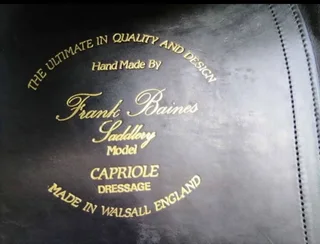 THE ULTIMATE IN QUALITY AND DESIGN
Hand Made By
Frank Baines
Saddlery
Model
CAPRIOLE
DRESSAGE
MADE IN WALSALL ENGLAND